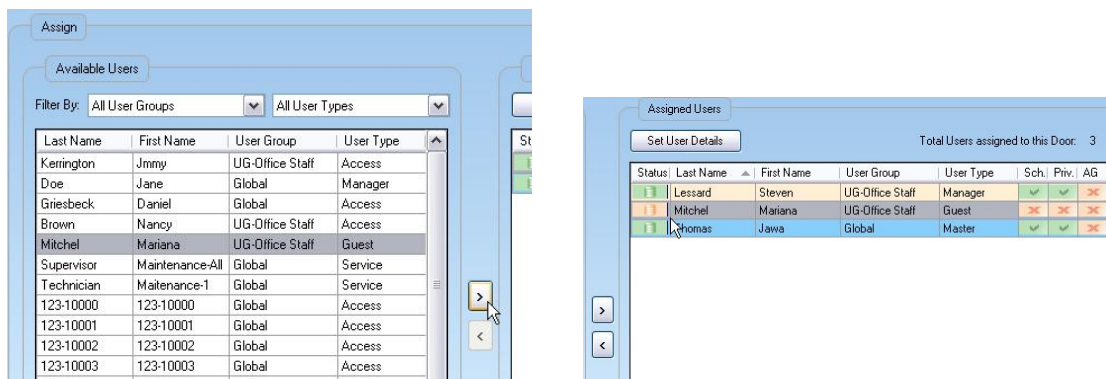 Assign
Available Users
Filter By: All User Groups All User Types
Last Name First Name User Group User Type
Kerrington Jmmy UG-Office Staff Access
Doe Jane Global Manager
Griesbeck Daniel Global Access
Brown Nancy UG-Office Staff Access
Mitchel Mariana UG-Office Staff Guest
Supervisor Maintenance-All Global Service
Technician Maitenance-1 Global Service
123-10000 123-10000 Global Access
123-10001 123-10001 Global Access
123-10002 123-10002 Global Access
123-10003 123-10003 Global Access
>
<
St
Assigned Users
Set User Details Total Users assigned to this Door: 3
Status Last Name First Name User Group User Type Sch. Priv. AG
Lessard Steven UG-Office Staff Manager
Mitchel Mariana UG-Office Staff Guest
Jawa Global Master
>
<